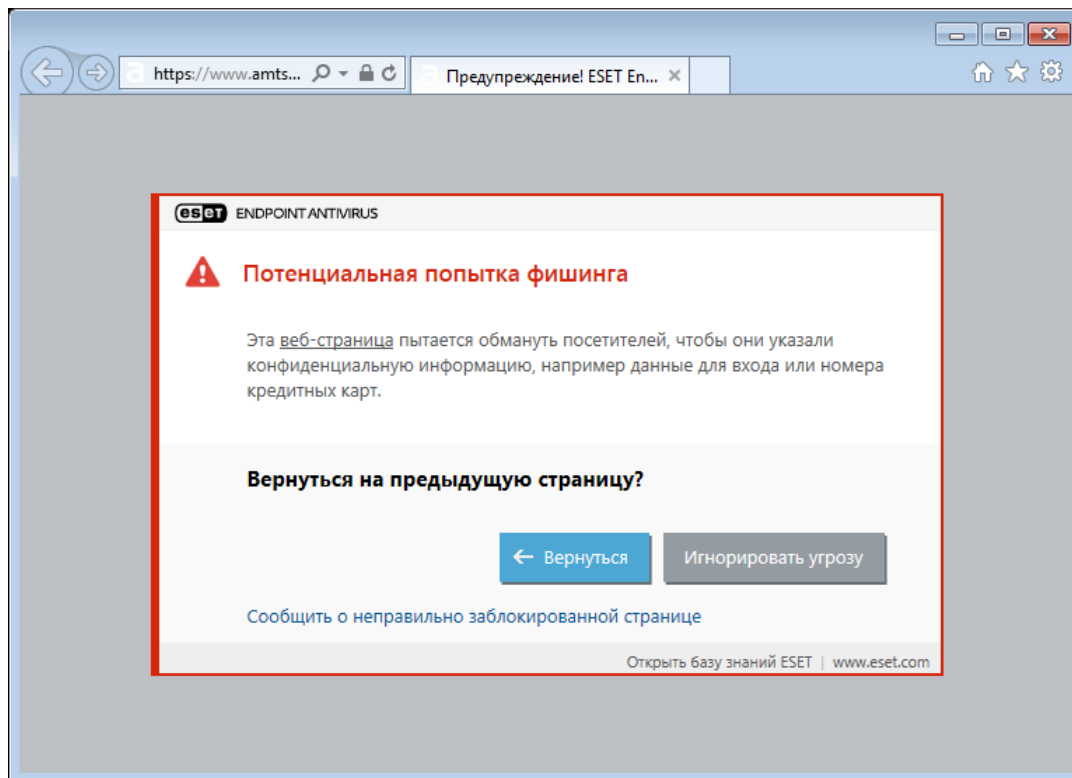 https://www.amts...
Предупреждение! ESET En...
eseT ENDPOINT ANTIVIRUS
Потенциальная попытка фишинга
Эта веб-страница пытается обмануть посетителей, чтобы они указали
конфиденциальную информацию, например данные для входа или номера
кредитных карт.
Вернуться на предыдущую страницу?
Вернуться
Игнорировать угрозу
Сообщить о неправильно заблокированной странице
Открыть базу знаний ESET | www.eset.com